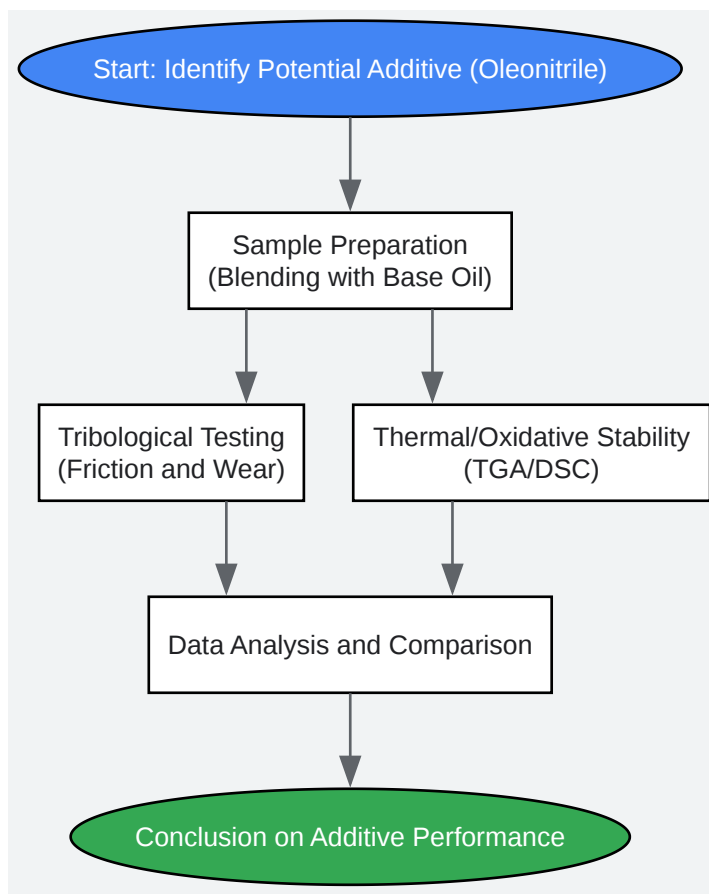 Start: Identify Potential Additive (Oleonitrile)
Sample Preparation
(Blending with Base Oil)
Tribological Testing
(Friction and Wear)
Thermal/Oxidative Stability
(TGA/DSC)
Data Analysis and Comparison
Conclusion on Additive Performance